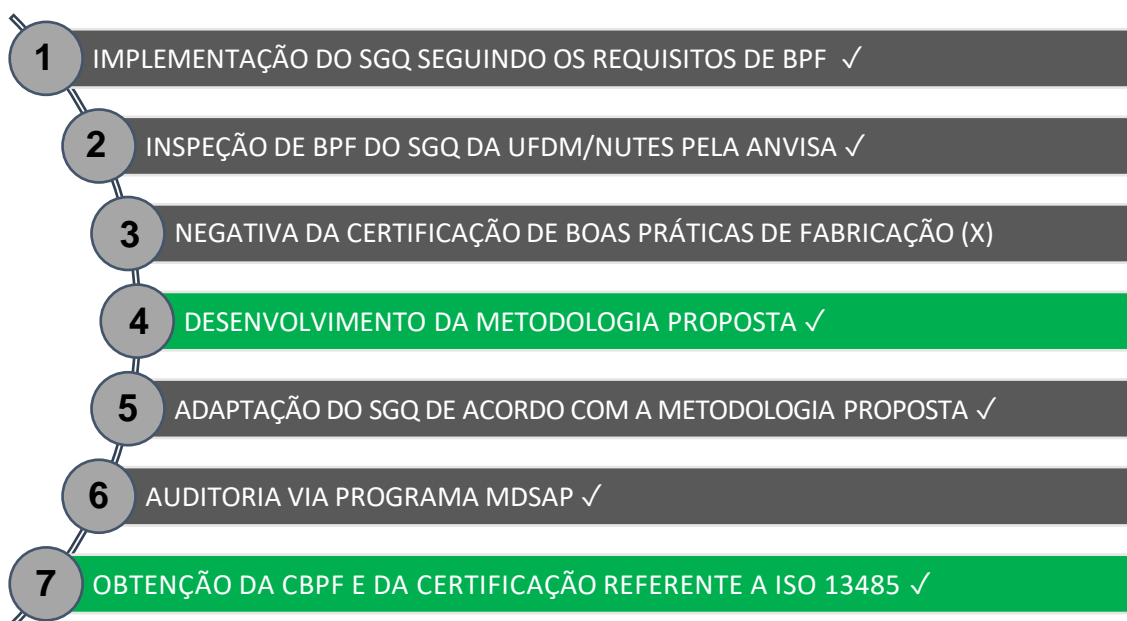 1 IMPLEMENTAÇÃO DO SGQ SEGUINDO OS REQUISITOS DE BPF ✓
2 INSPEÇÃO DE BPF DO SGQ DA UFDM/NUTES PELA ANVISA ✓
3 NEGATIVA DA CERTIFICAÇÃO DE BOAS PRÁTICAS DE FABRICAÇÃO (X)
4 DESENVOLVIMENTO DA METODOLOGIA PROPOSTA ✓
5 ADAPTAÇÃO DO SGQ DE ACORDO COM A METODOLOGIA PROPOSTA ✓
6 AUDITORIA VIA PROGRAMA MDSAP ✓
7 OBTENÇÃO DA CBPF E DA CERTIFICAÇÃO REFERENTE A ISO 13485 ✓